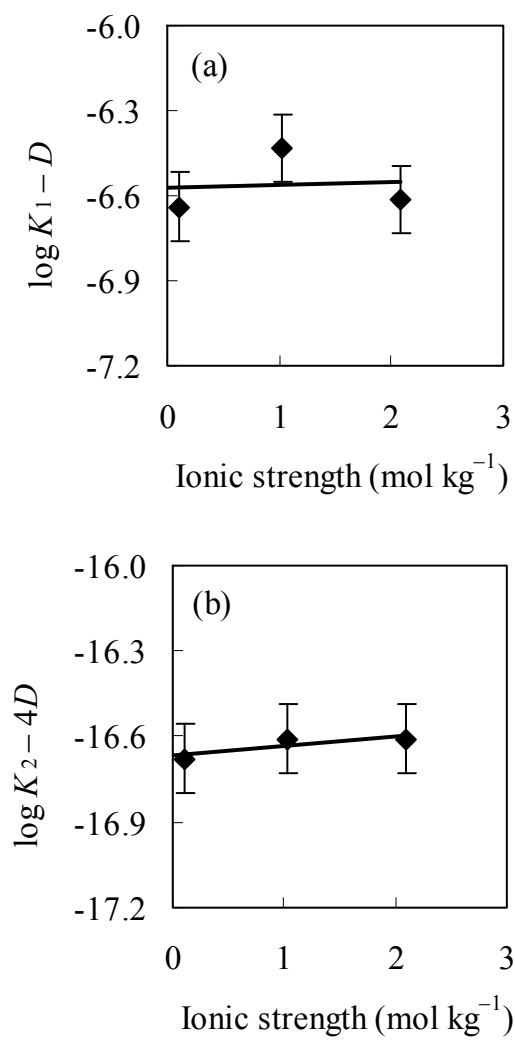 (a)
log K₁ – D
-6.0
-6.3
-6.6
-6.9
-7.2
0 1 2 3
Ionic strength (mol kg⁻¹)
(b)
log K₂ – 4D
-16.0
-16.3
-16.6
-16.9
-17.2
0 1 2 3
Ionic strength (mol kg⁻¹)